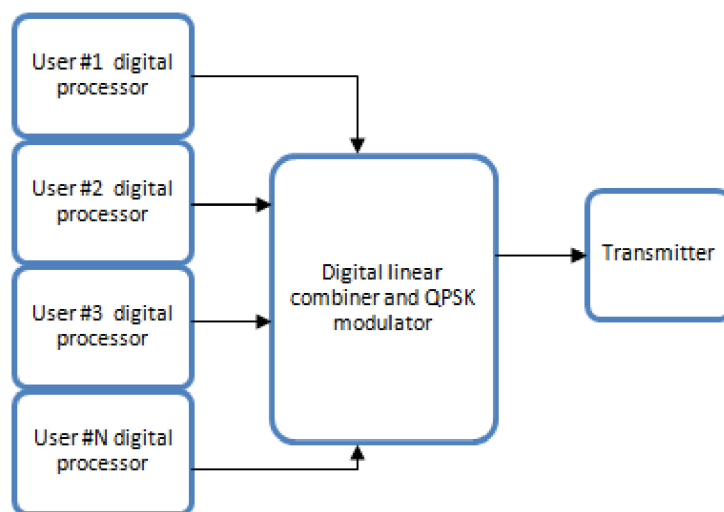 User #1 digital
processor
User #2 digital
processor
User #3 digital
processor
User #N digital
processor
Digital linear
combiner and QPSK
modulator
Transmitter